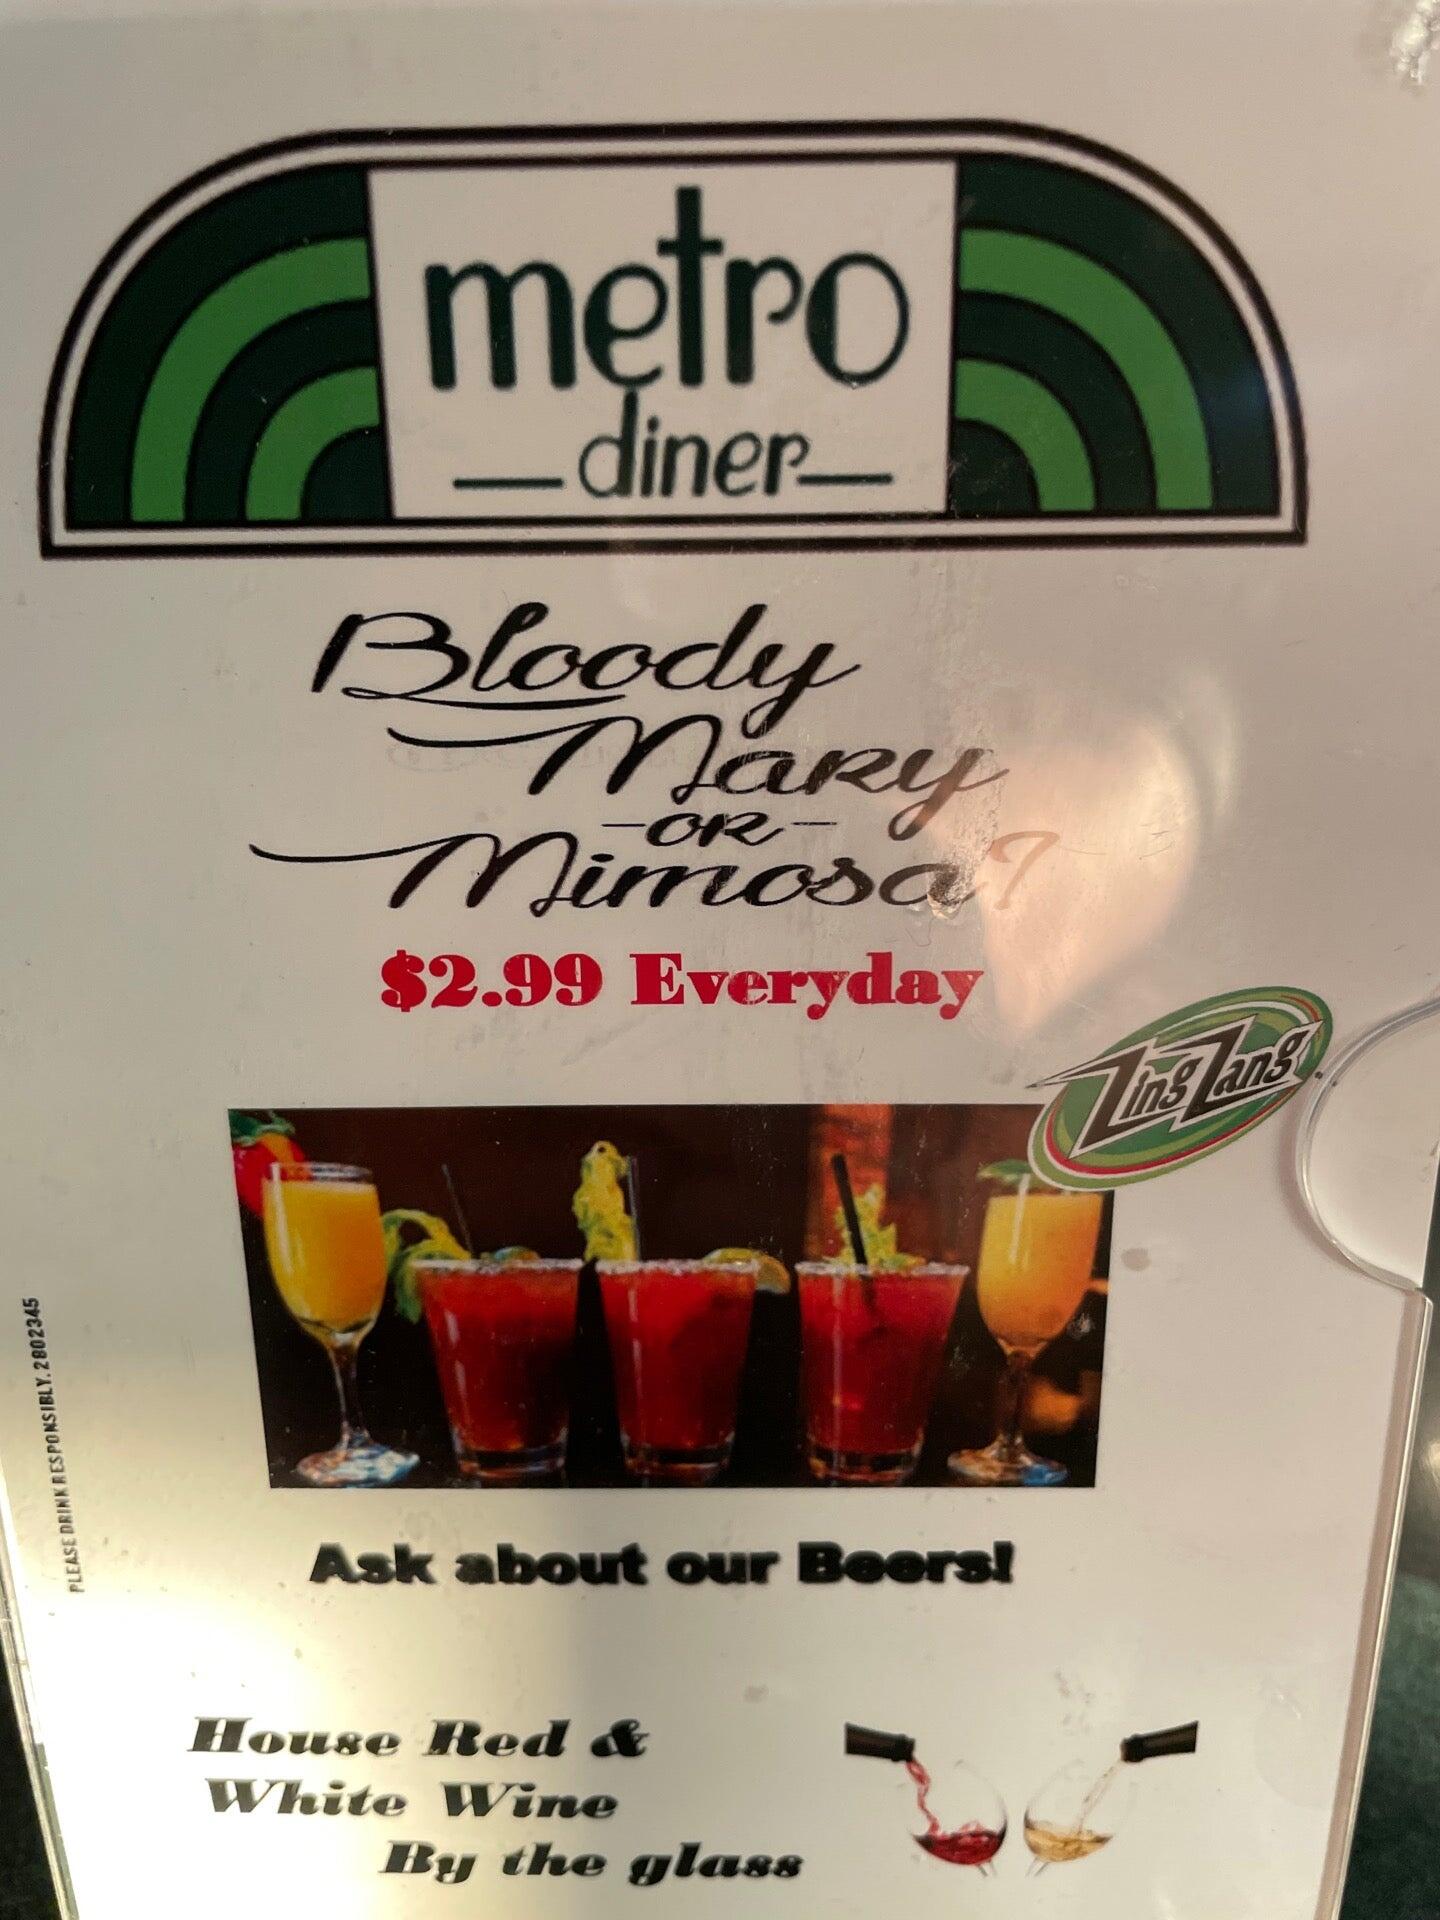 metro
diner
Bloody
Mary
-OR-
Mimosa?
$2.99 Everyday
Zing Zang
Ask about our Beers!
House Red &
White Wine
By the glass
PLEASE DRINK RESPONSIBLY. 2802345